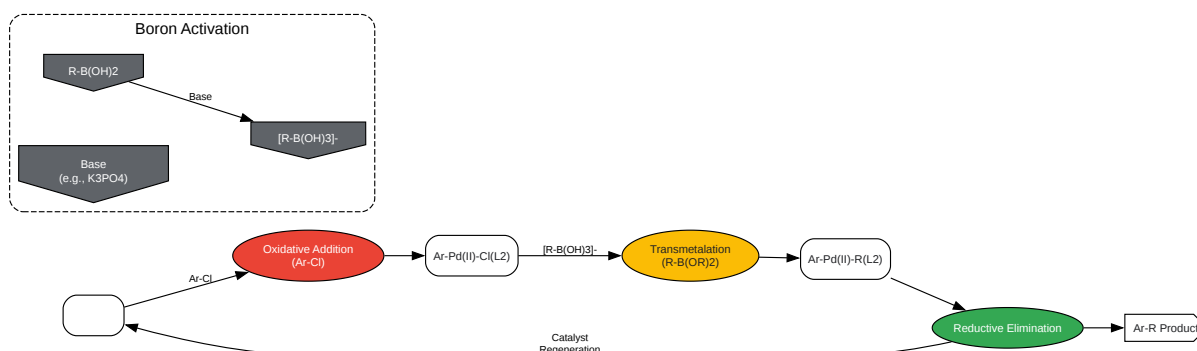 Boron Activation
R-B(OH)2
Base
[R-B(OH)3]-
Base
(e.g., K3PO4)
Oxidative Addition
(Ar-Cl)
Ar-Pd(II)-Cl(L2)
[R-B(OH)3]-
Transmetalation
(R-B(OR)2)
Ar-Pd(II)-R(L2)
Ar-Cl
Reductive Elimination
Ar-R Product
Catalyst
Regeneration